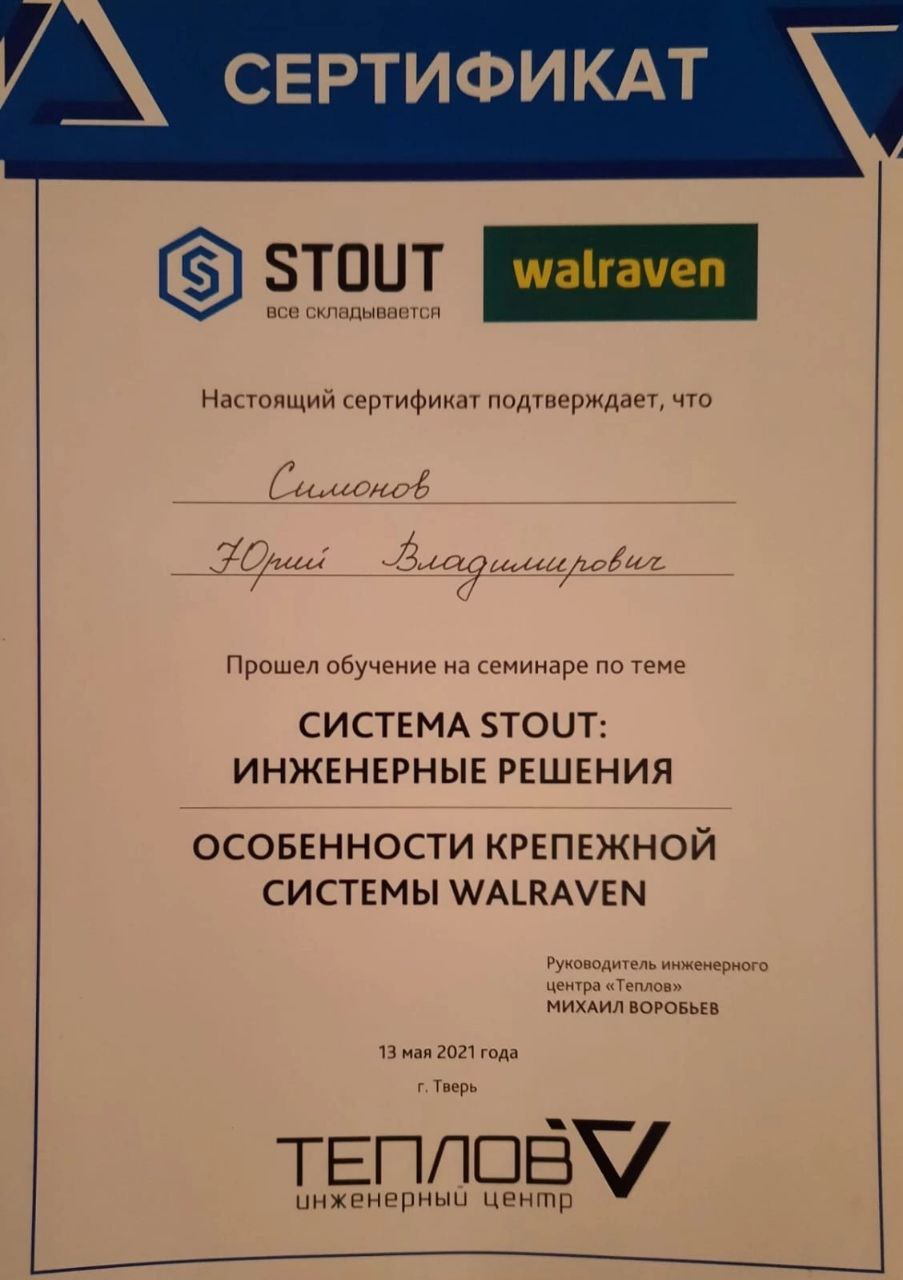 СЕРТИФИКАТ
STOUT
все складывается
walraven
Настоящий сертификат подтверждает, что
Симонов
Юрий Владимирович
Прошел обучение на семинаре по теме
СИСТЕМА STOUT:
ИНЖЕНЕРНЫЕ РЕШЕНИЯ
ОСОБЕННОСТИ КРЕПЕЖНОЙ
СИСТЕМЫ WALRAVEN
Руководитель инженерного
центра «Теплов»
МИХАИЛ ВОРОБЬЕВ
13 мая 2021 года
г. Тверь
ТЕПЛОВ
инженерный центр